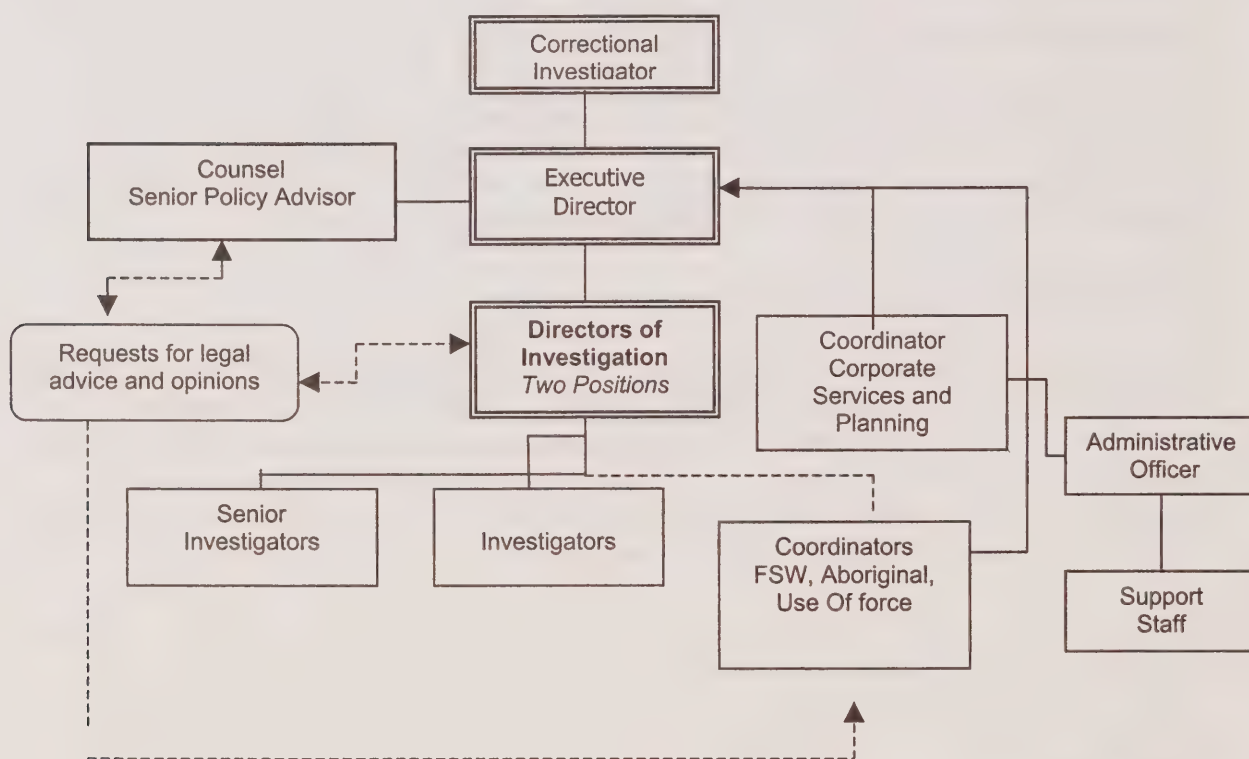 Correctional
Investigator
Counsel
Senior Policy Advisor
Executive
Director
Requests for legal
advice and opinions
Directors of
Investigation
Two Positions
Coordinator
Corporate
Services and
Planning
Administrative
Officer
Senior
Investigators
Investigators
Coordinators
FSW, Aboriginal,
Use Of force
Support
Staff